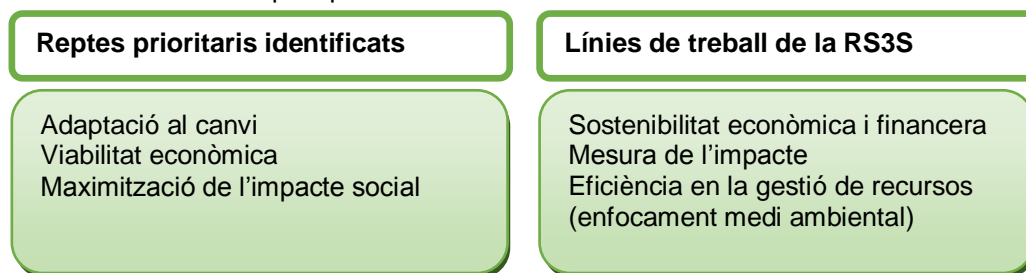 Reptes prioritaris identificats
Línies de treball de la RS3S
Adaptació al canvi
Viabilitat econòmica
Maximització de l'impacte social
Sostenibilitat econòmica i financera
Mesura de l'impacte
Eficiència en la gestió de recursos
(enfocament medi ambiental)